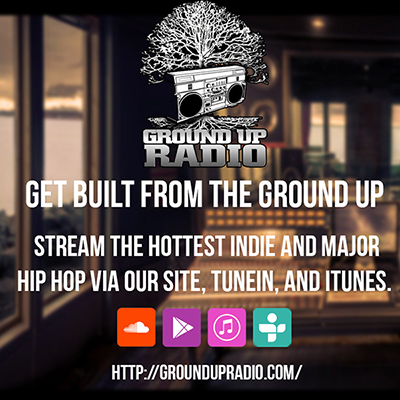 GROUND UP
RADIO
GET BUILT FROM THE GROUND UP
STREAM THE HOTTEST INDIE AND MAJOR
HIP HOP VIA OUR SITE, TUNEIN, AND ITUNES.
HTTP://GROUNDUPRADIO.COM/